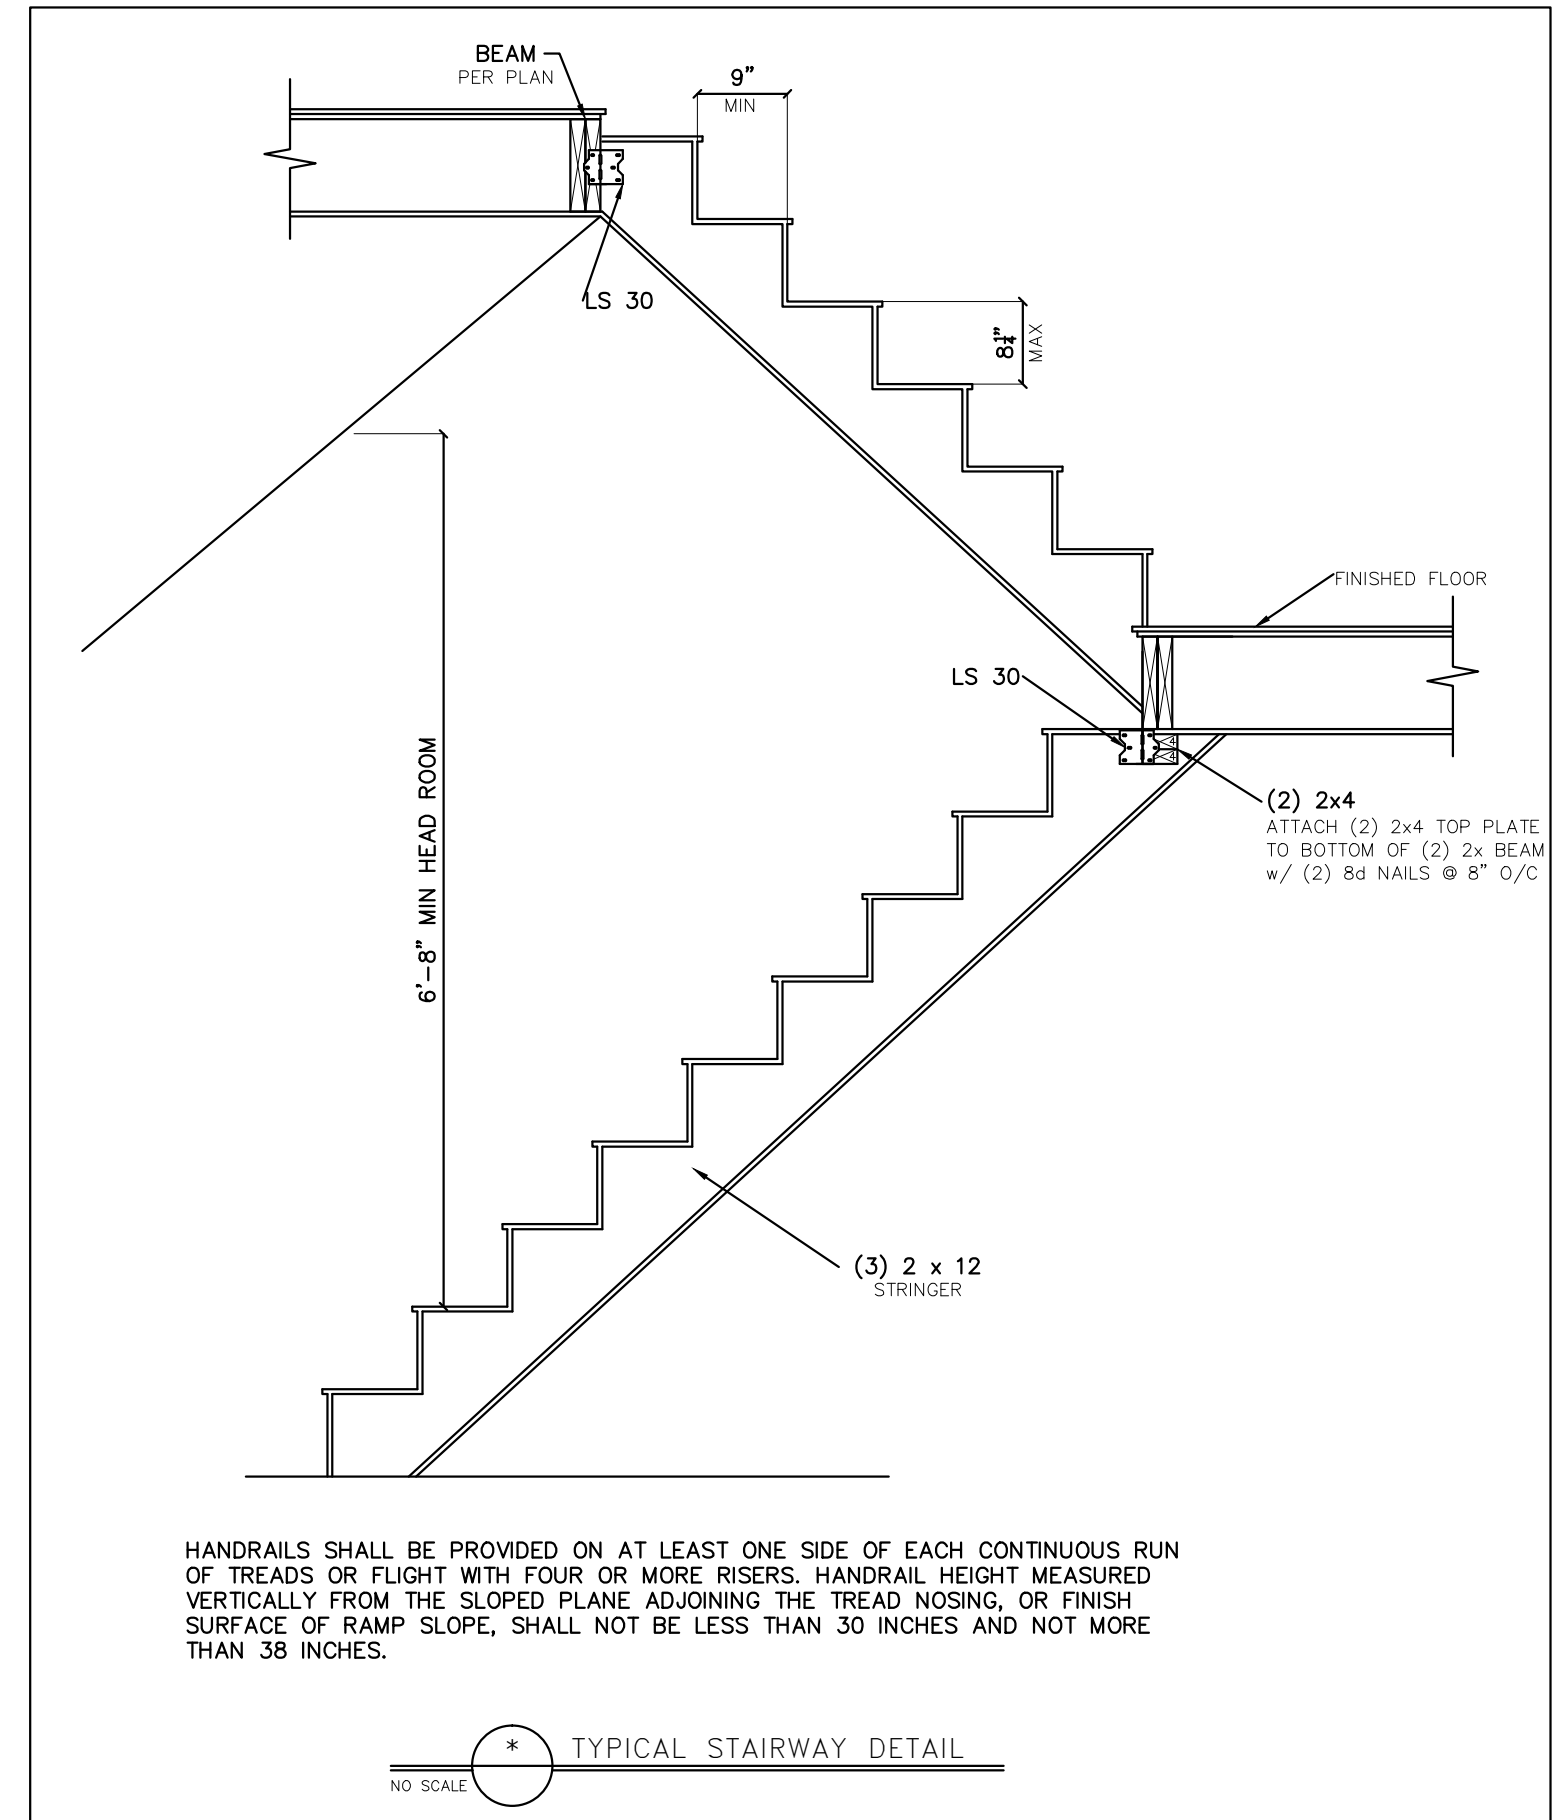 BEAM
PER PLAN
9"
MIN
LS 30
8 1/4"
MAX
FINISHED FLOOR
LS 30
6'-8" MIN HEAD ROOM
4
4
(2) 2x4
ATTACH (2) 2x4 TOP PLATE
TO BOTTOM OF (2) 2x BEAM
w/ (2) 8d NAILS @ 8" O/C
(3) 2 x 12
STRINGER
HANDRAILS SHALL BE PROVIDED ON AT LEAST ONE SIDE OF EACH CONTINUOUS RUN
OF TREADS OR FLIGHT WITH FOUR OR MORE RISERS. HANDRAIL HEIGHT MEASURED
VERTICALLY FROM THE SLOPED PLANE ADJOINING THE TREAD NOSING, OR FINISH
SURFACE OF RAMP SLOPE, SHALL NOT BE LESS THAN 30 INCHES AND NOT MORE
THAN 38 INCHES.
*
TYPICAL STAIRWAY DETAIL
NO SCALE